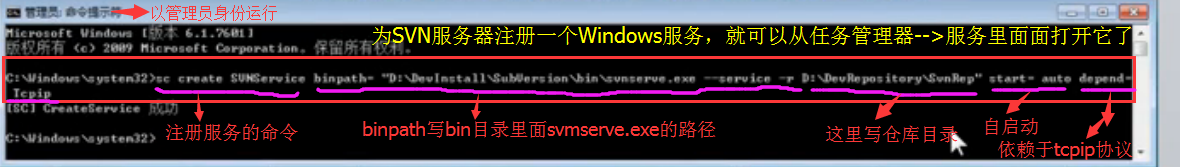 管理员: 命令提示符
以管理员身份运行
Microsoft Windows [版本 6.1.7601]
版权所有 (c) 2009 Microsoft Corporation. 保留所有权利。
为SVN服务器注册一个Windows服务，就可以从任务管理器-->服务里面面打开它了
C:\Windows\system32>sc create SVNService binpath= "D:\DevInstall\SubVersion\bin\svnserve.exe --service -r D:\DevRepository\SvnRep" start= auto depend=
Tcpip
[SC] CreateService 成功
C:\Windows\system32>
注册服务的命令
binpath写bin目录里面svmserve.exe的路径
这里写仓库目录
自启动
依赖于tcpip协议